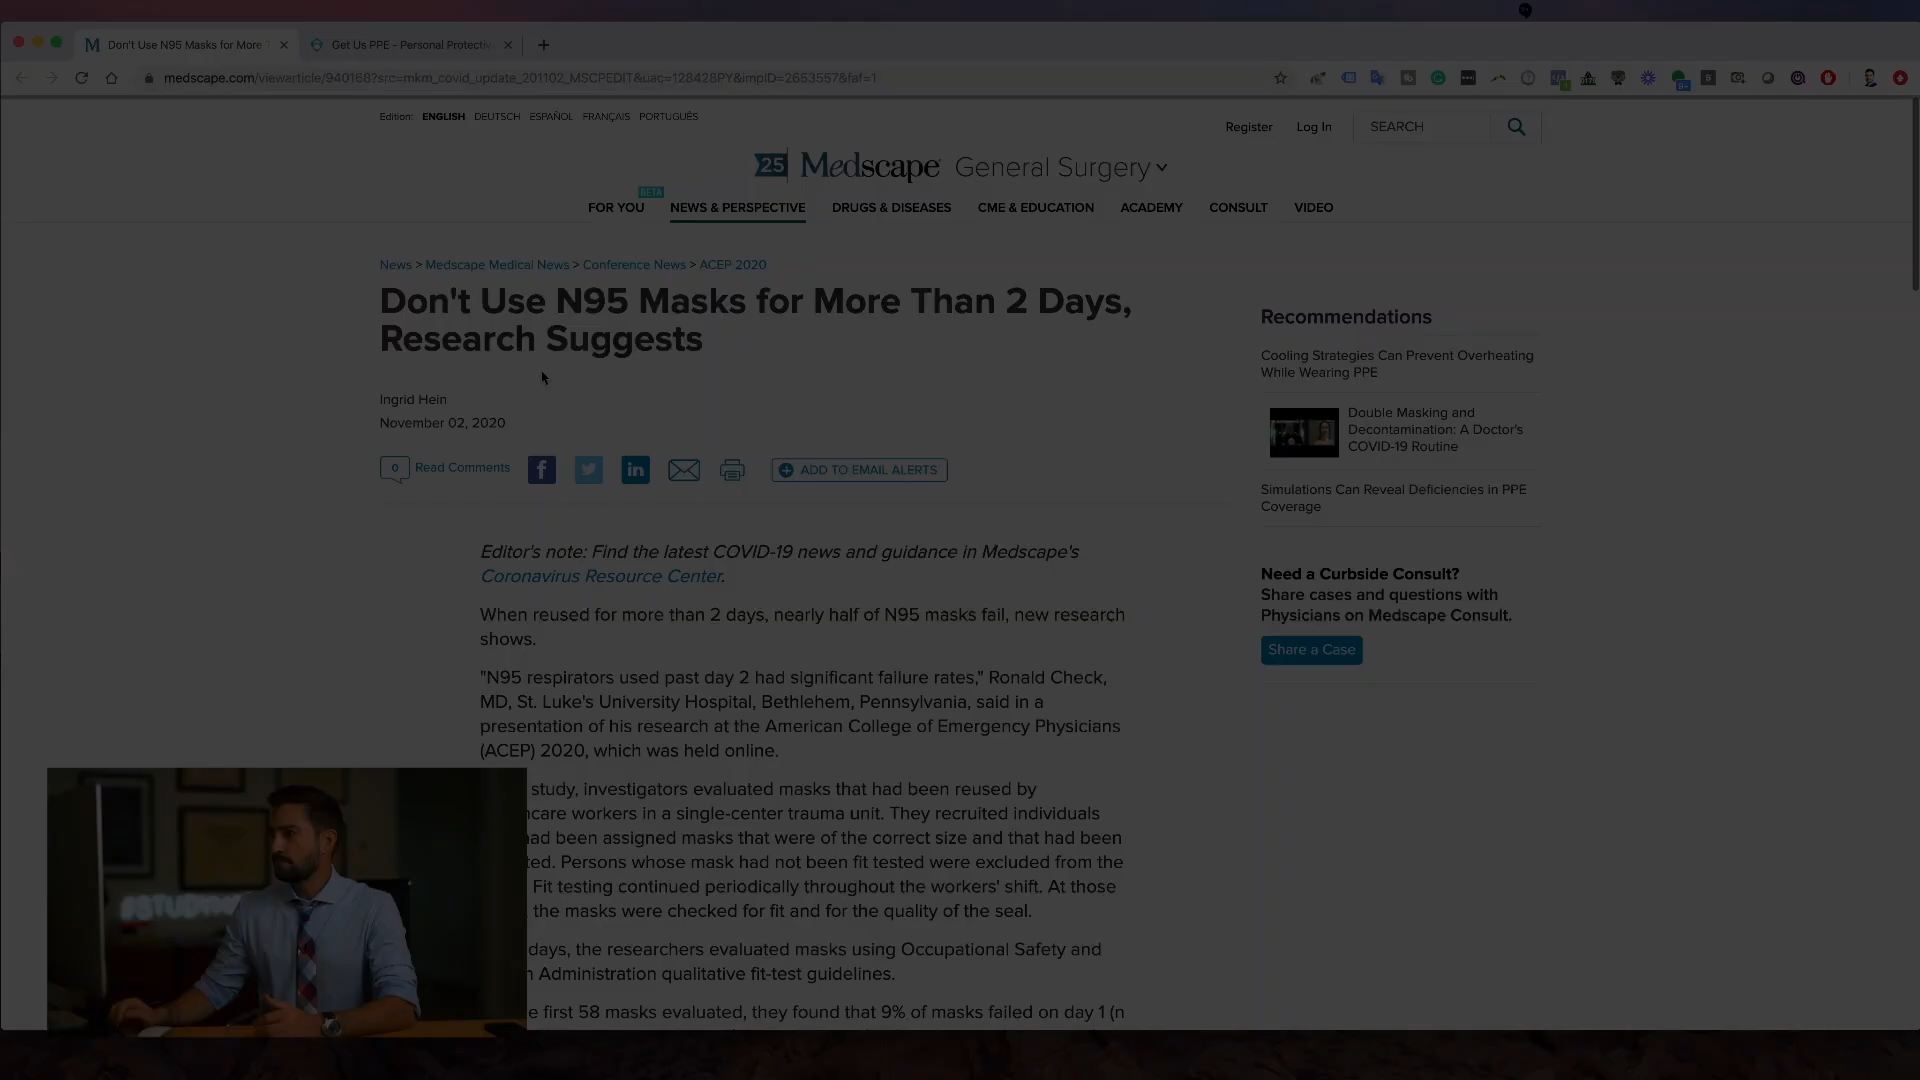 Don't Use N95 Masks for More
Get Us PPE - Personal Protectiv
medscape.com/viewarticle/940168?src=mkm_covid_update_201102_MSCPEDIT&uac=128428PY&impID=2653557&faf=1
Edition: ENGLISH DEUTSCH ESPAÑOL FRANÇAIS PORTUGUÊS
Register Log In SEARCH
25 Medscape General Surgery
BETA
FOR YOU NEWS & PERSPECTIVE DRUGS & DISEASES CME & EDUCATION ACADEMY CONSULT VIDEO
News > Medscape Medical News > Conference News > ACEP 2020
Don't Use N95 Masks for More Than 2 Days,
Research Suggests
Ingrid Hein
November 02, 2020
0 Read Comments
ADD TO EMAIL ALERTS
Editor's note: Find the latest COVID-19 news and guidance in Medscape's
Coronavirus Resource Center.
When reused for more than 2 days, nearly half of N95 masks fail, new research
shows.
"N95 respirators used past day 2 had significant failure rates," Ronald Check,
MD, St. Luke's University Hospital, Bethlehem, Pennsylvania, said in a
presentation of his research at the American College of Emergency Physicians
(ACEP) 2020, which was held online.
study, investigators evaluated masks that had been reused by
care workers in a single-center trauma unit. They recruited individuals
had been assigned masks that were of the correct size and that had been
ted. Persons whose mask had not been fit tested were excluded from the
Fit testing continued periodically throughout the workers' shift. At those
the masks were checked for fit and for the quality of the seal.
days, the researchers evaluated masks using Occupational Safety and
Administration qualitative fit-test guidelines.
e first 58 masks evaluated, they found that 9% of masks failed on day 1 (n
Recommendations
Cooling Strategies Can Prevent Overheating
While Wearing PPE
Double Masking and
Decontamination: A Doctor's
COVID-19 Routine
Simulations Can Reveal Deficiencies in PPE
Coverage
Need a Curbside Consult?
Share cases and questions with
Physicians on Medscape Consult.
Share a Case